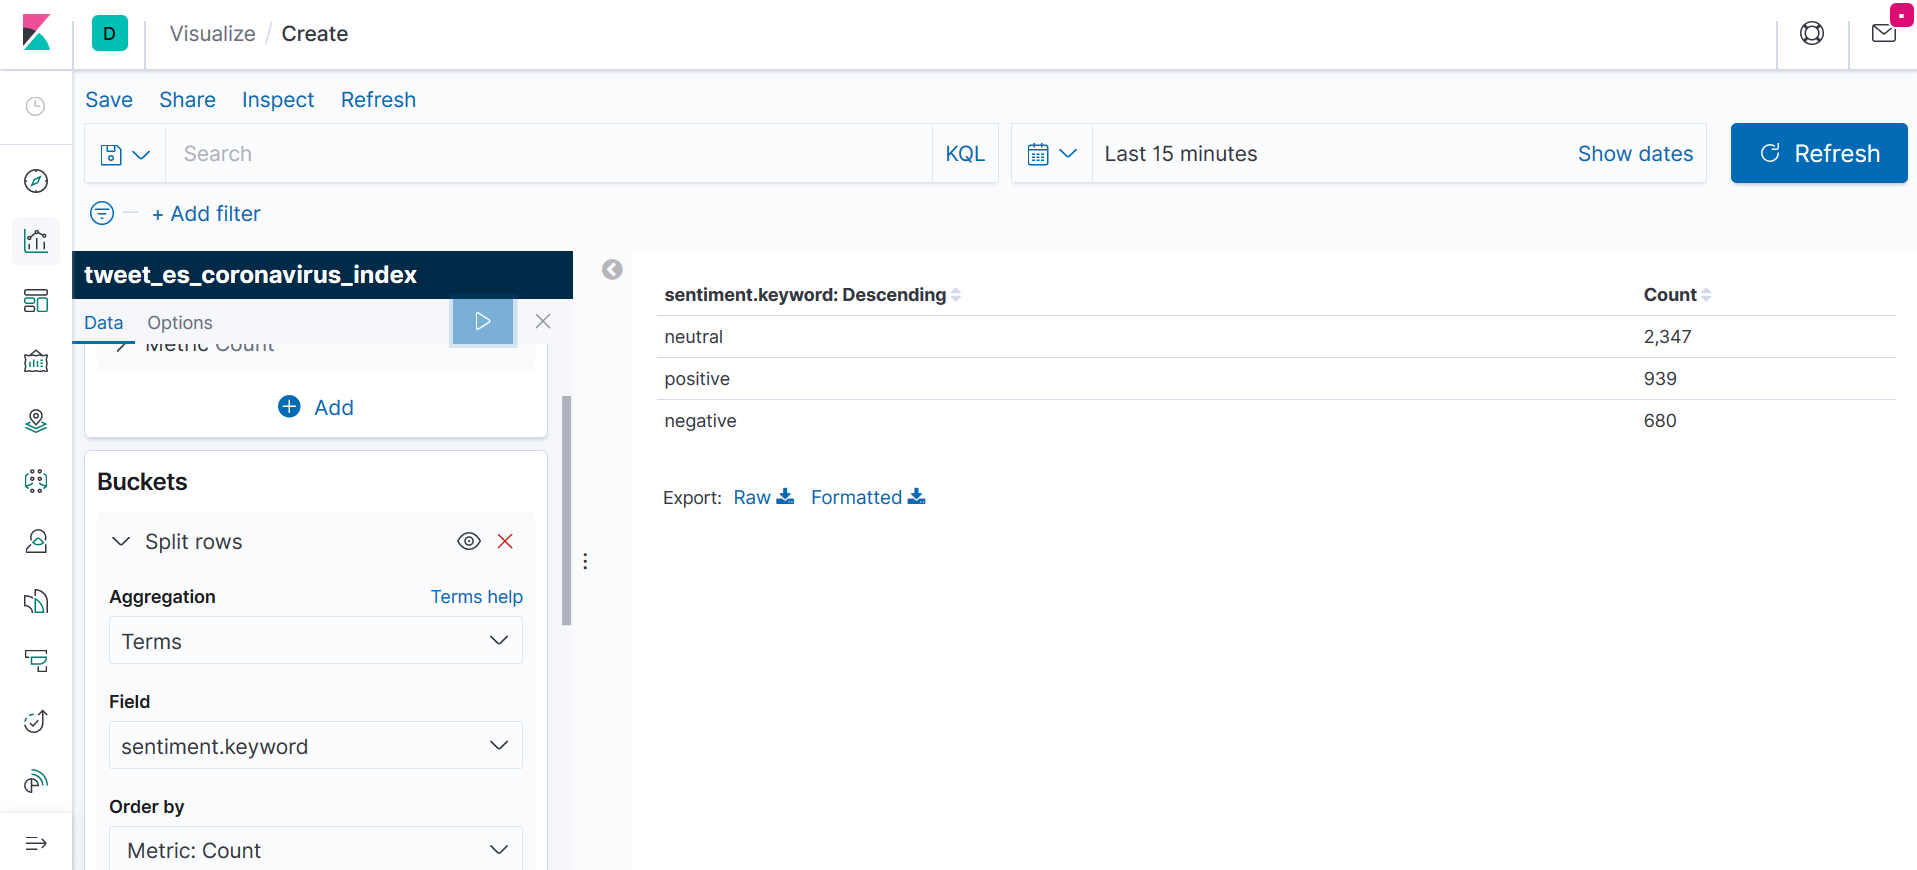 D
Visualize / Create
Save Share Inspect Refresh
Search
KQL
Last 15 minutes
Show dates
Refresh
+ Add filter
tweet_es_coronavirus_index
Data Options
Metric Count
Add
Buckets
Split rows
Aggregation
Terms help
Terms
Field
sentiment.keyword
Order by
Metric: Count
sentiment.keyword: Descending Count
neutral 2,347
positive 939
negative 680
Export: Raw Formatted